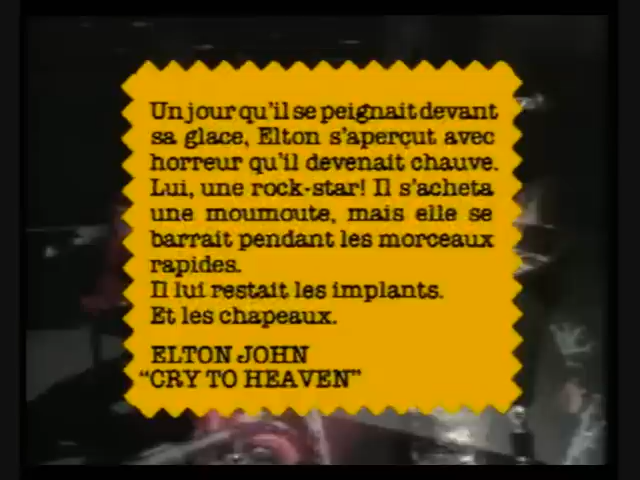 Un jour qu'il se peignait devant
sa glace, Elton s'aperçut avec
horreur qu'il devenait chauve.
Lui, une rock-star! Il s'acheta
une moumoute, mais elle se
barrait pendant les morceaux
rapides.
Il lui restait les implants.
Et les chapeaux.
ELTON JOHN
"CRY TO HEAVEN"